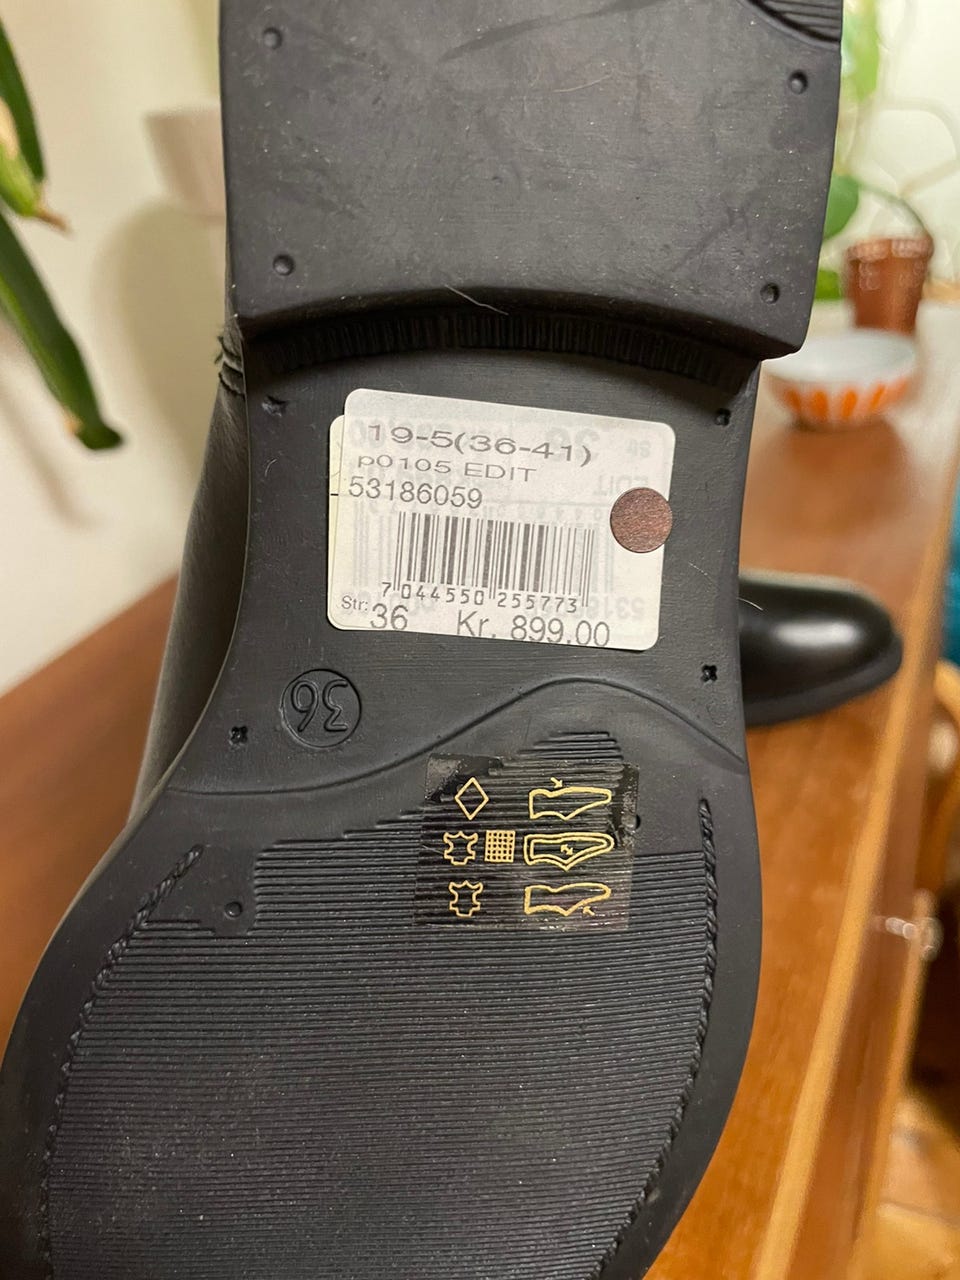 19-5(36-41)
p0105 EDIT
53186059
7 044550 255773
Str: 36 Kr. 899,00
36